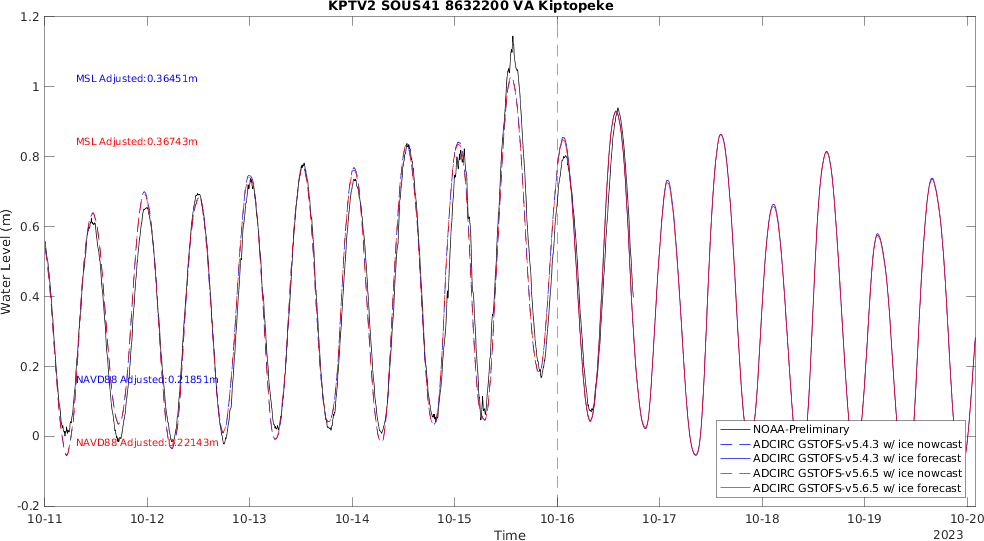 KPTV2 SOUS41 8632200 VA Kiptopeke
1.2
1
0.8
0.6
0.4
0.2
0
-0.2
Water Level (m)
MSL Adjusted:0.36451m
MSL Adjusted:0.36743m
NAVD88 Adjusted:0.21851m
NAVD88 Adjusted:0.22143m
NOAA-Preliminary
ADCIRC GSTOFS-v5.4.3 w/ ice nowcast
ADCIRC GSTOFS-v5.4.3 w/ ice forecast
ADCIRC GSTOFS-v5.6.5 w/ ice nowcast
ADCIRC GSTOFS-v5.6.5 w/ ice forecast
10-11 10-12 10-13 10-14 10-15 10-16 10-17 10-18 10-19 10-20
Time
2023